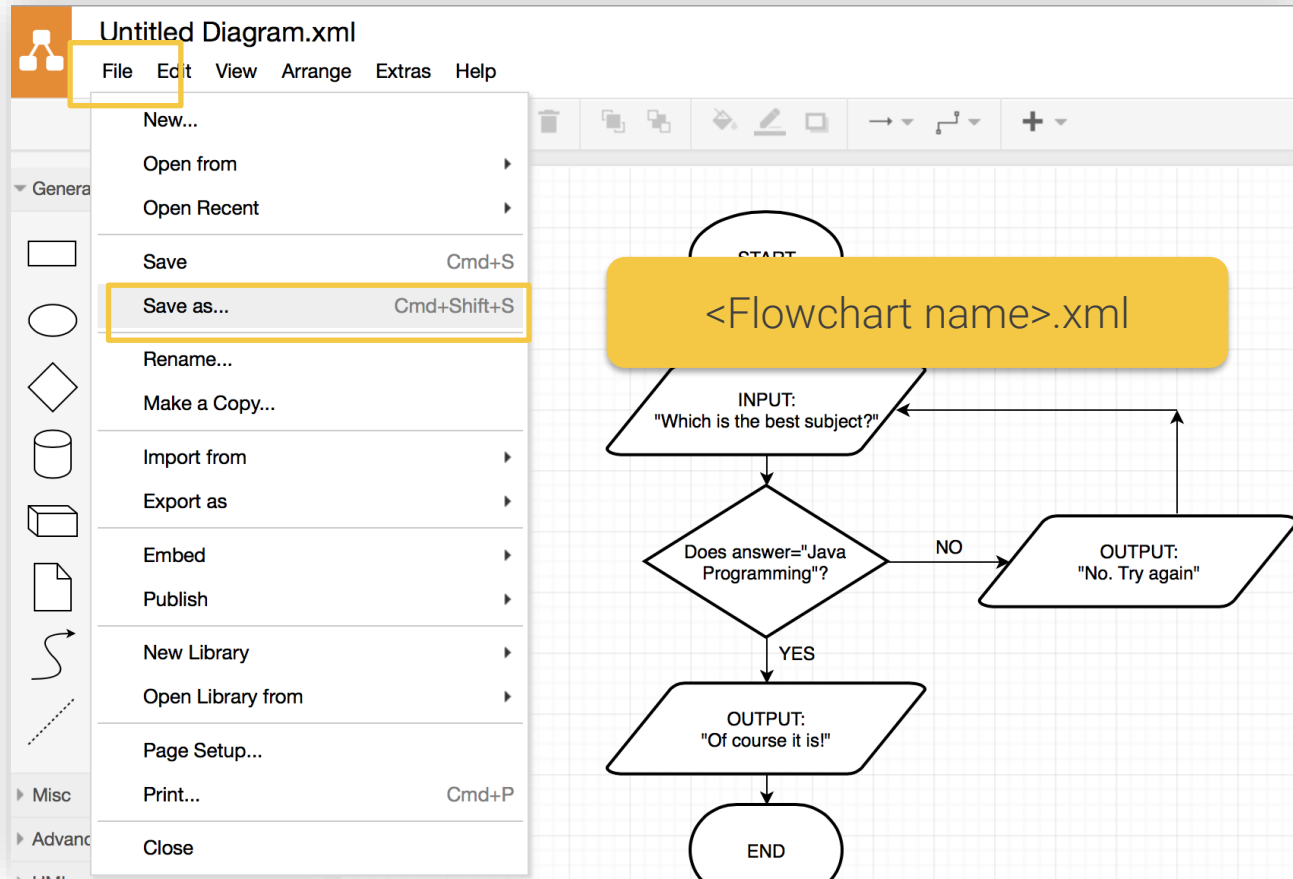 Untitled Diagram.xml
File Edit View Arrange Extras Help
New...
Open from
Open Recent
Save Cmd+S
Save as... Cmd+Shift+S
Rename...
Make a Copy...
Import from
Export as
Embed
Publish
New Library
Open Library from
Page Setup...
Print... Cmd+P
Close
Genera
Misc
Advanc
START
<Flowchart name>.xml
INPUT:
"Which is the best subject?"
Does answer="Java
Programming"?
NO
OUTPUT:
"No. Try again"
YES
OUTPUT:
"Of course it is!"
END